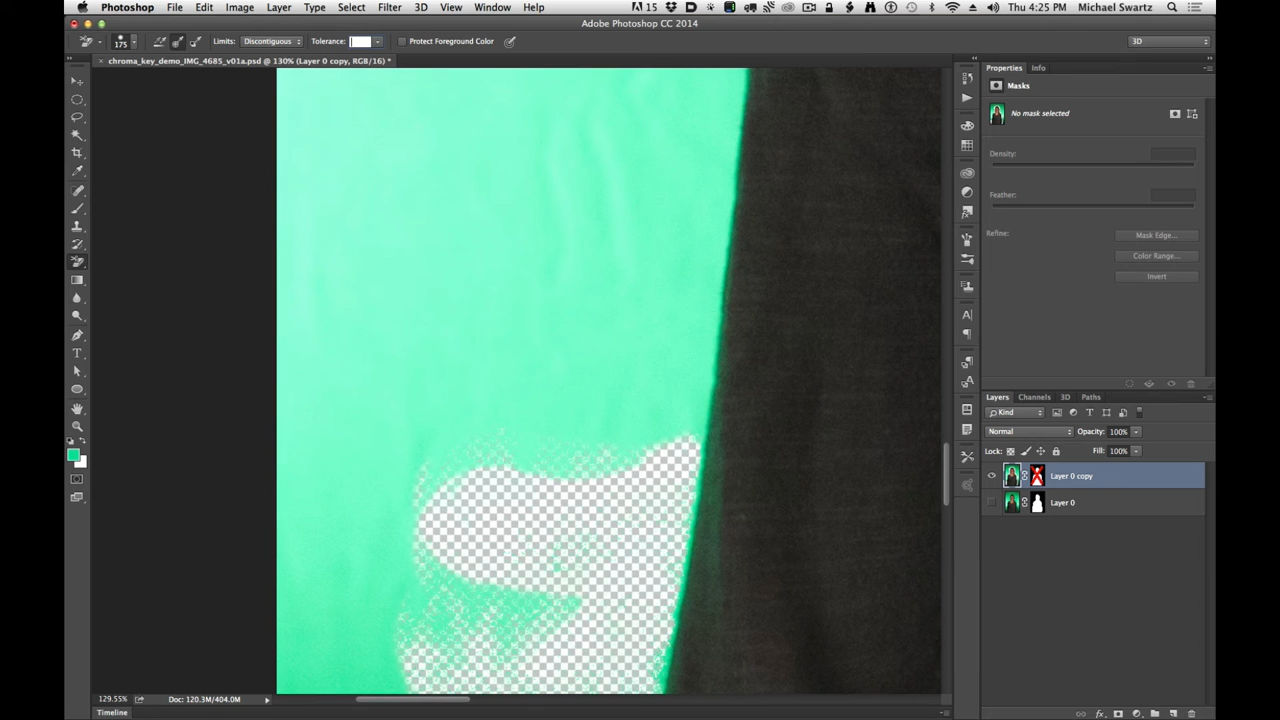 Photoshop File Edit Image Layer Type Select Filter 3D View Window Help 15 Thu 4:25 PM Michael Swartz
Adobe Photoshop CC 2014
175 Limits: Discontiguous Tolerance: Protect Foreground Color 3D
× chroma_key_demo_IMG_4685_v01a.psd @ 130% (Layer 0 copy, RGB/16) *
Properties Info
Masks
No mask selected
Density:
Feather:
Refine: Mask Edge...
Color Range...
Invert
Layers Channels 3D Paths
Kind
Normal Opacity: 100%
Lock: Fill: 100%
Layer 0 copy
Layer 0
129.55% Doc: 120.3M/404.0M
Timeline